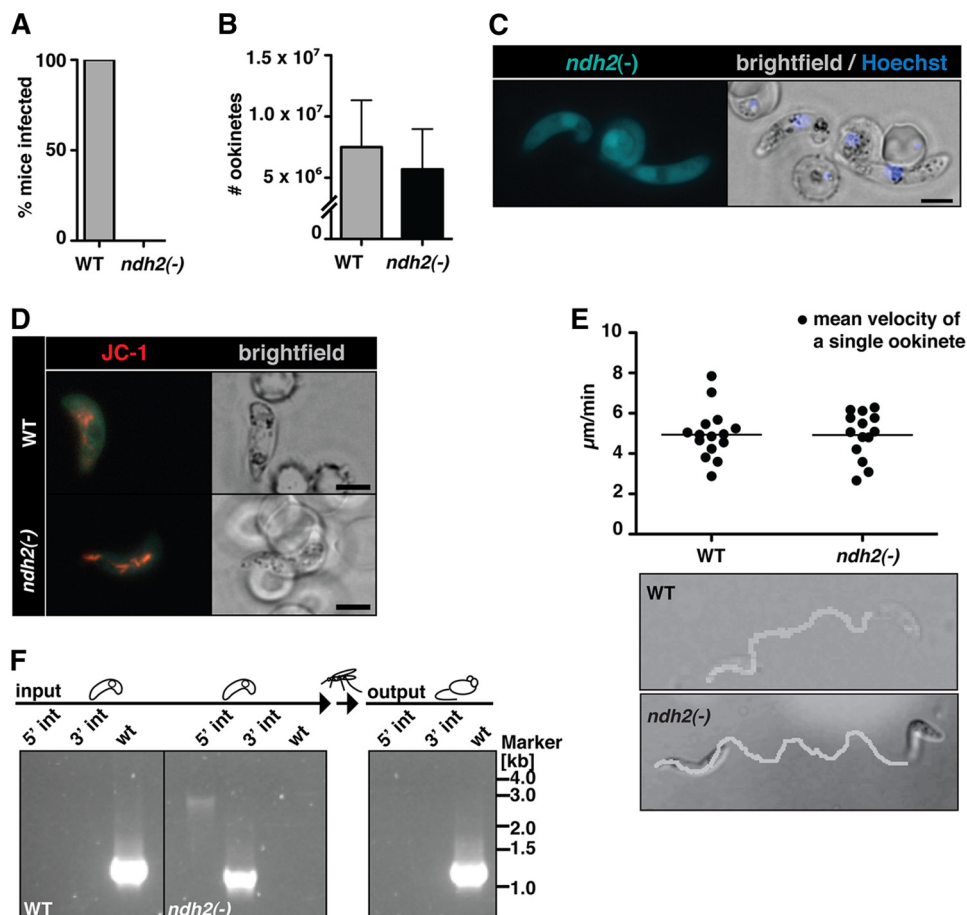 A
% mice infected
100
50
0
WT
ndh2(-)
B
# ookinetes
1.5 x 10⁷
1.0 x 10⁷
5 x 10⁶
0
WT
ndh2(-)
C
ndh2(-)
brightfield / Hoechst
D
JC-1
brightfield
WT
ndh2(-)
E
mean velocity of
a single ookinete
µm/min
10
8
6
4
2
0
WT
ndh2(-)
WT
ndh2(-)
F
input
output
5' int
3' int
wt
5' int
3' int
wt
5' int
3' int
wt
Marker
[kb]
4.0
3.0
2.0
1.5
1.0
WT
ndh2(-)